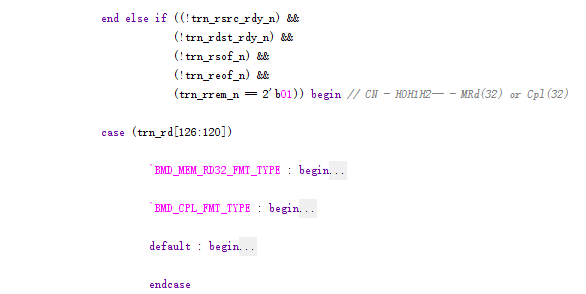 end else if ((!trn_rsrc_rdy_n) &&
(!trn_rdst_rdy_n) &&
(!trn_rsof_n) &&
(!trn_reof_n) &&
(trn_rrem_n == 2'b01)) begin // CN - H0H1H2-- - MRd(32) or Cpl(32)
case (trn_rd[126:120])
`BMD_MEM_RD32_FMT_TYPE : begin...
`BMD_CPL_FMT_TYPE : begin...
default : begin...
endcase